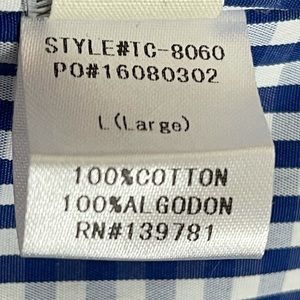 STYLE#TC-8060
PO#16080302
L(Large)
100%COTTON
100%ALGODON
RN#139781